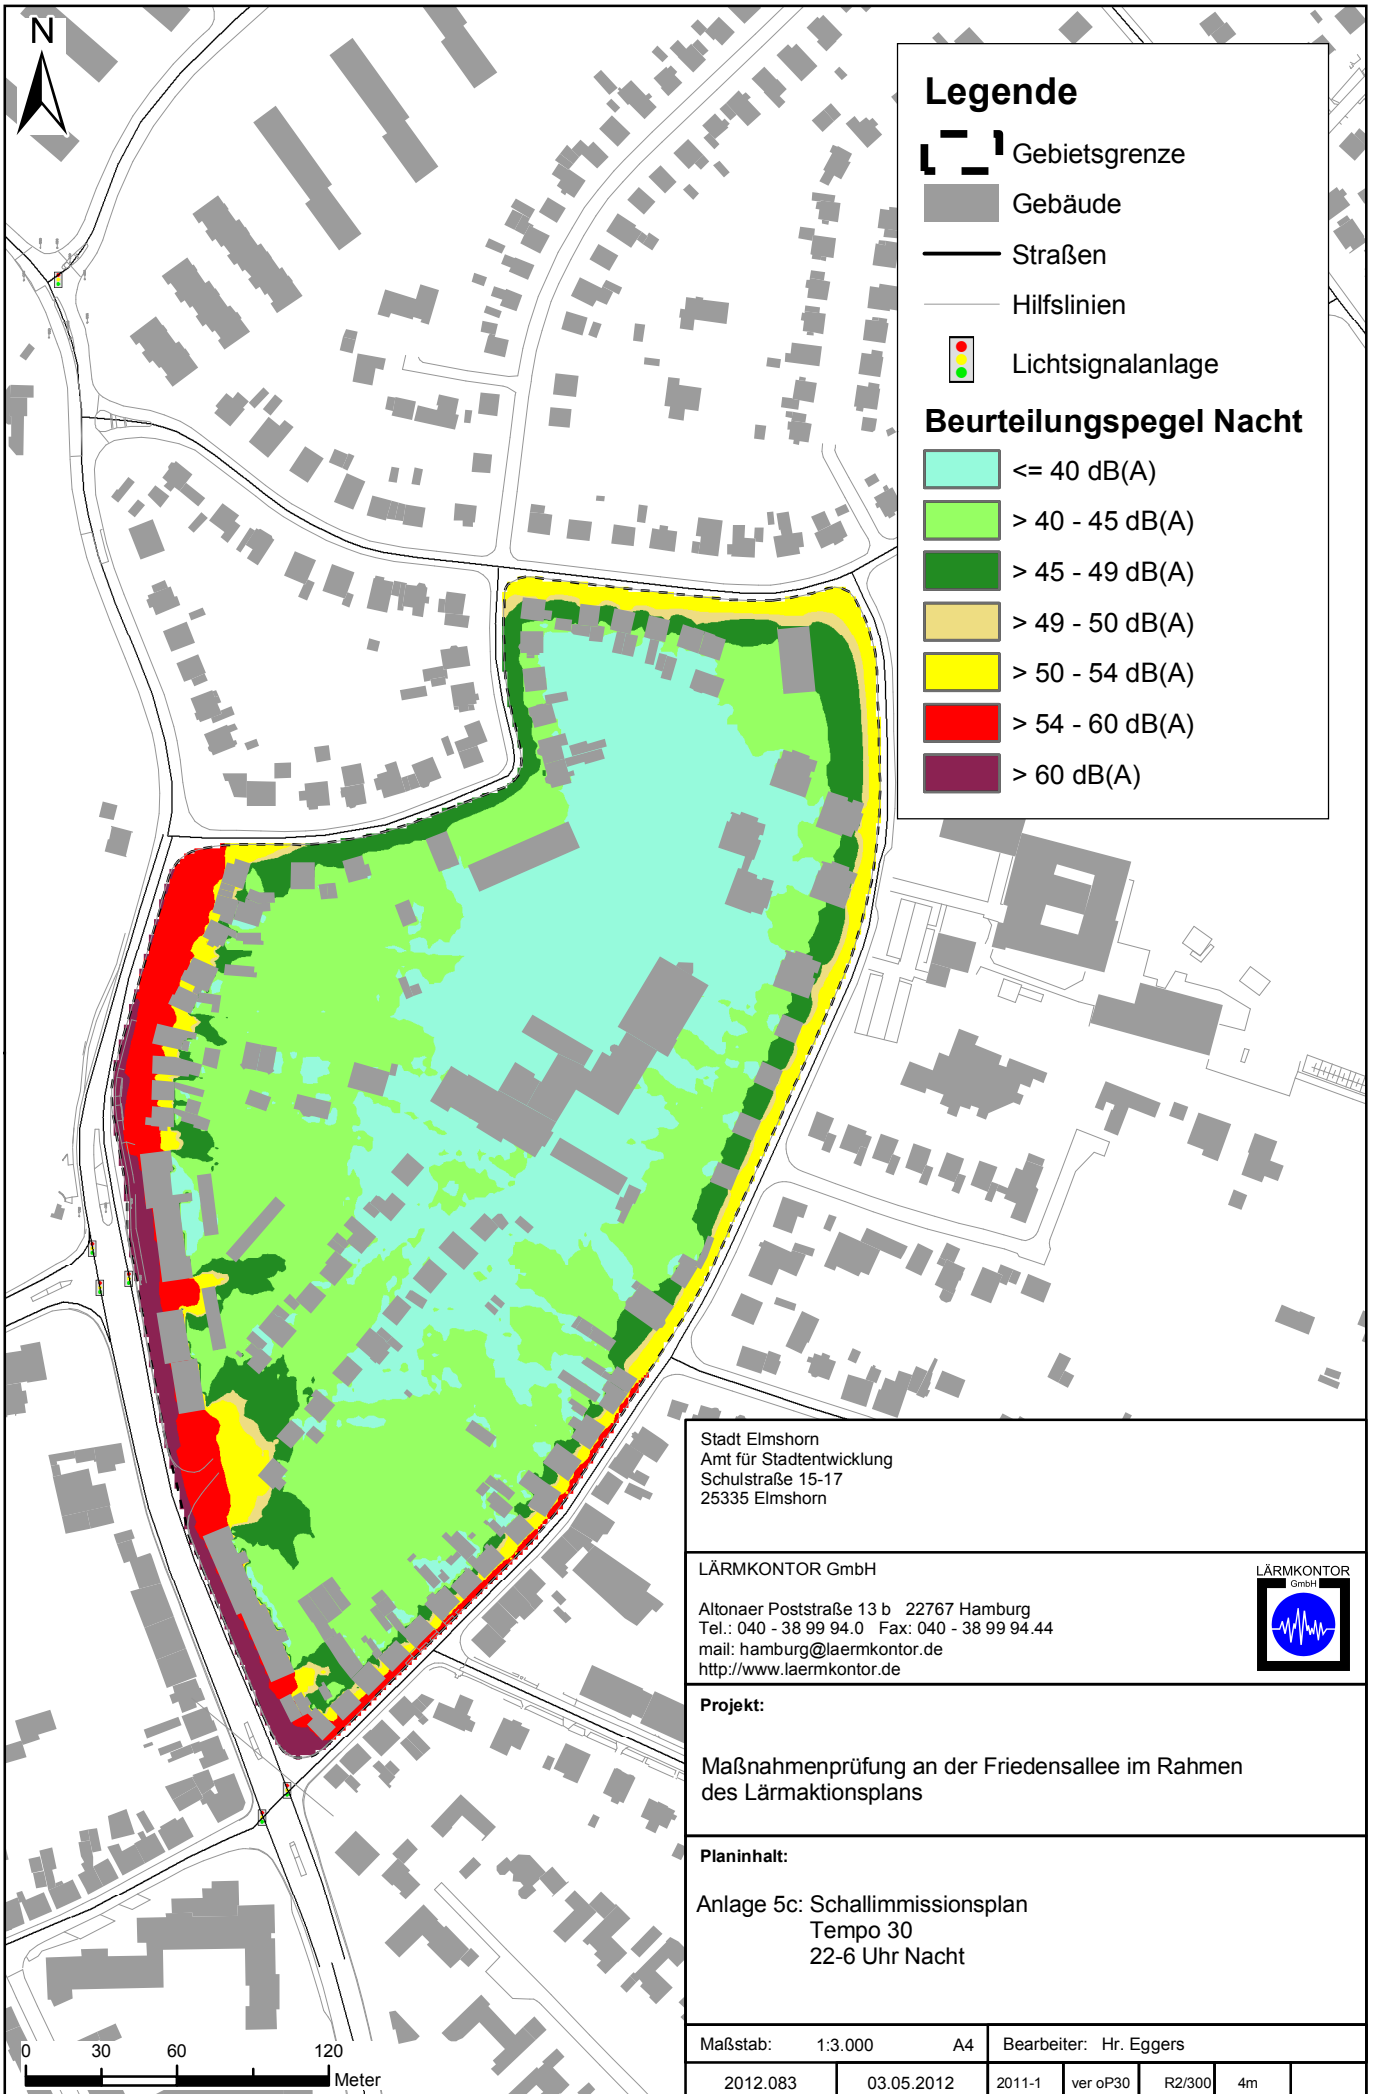 N
Legende
Gebietsgrenze
Gebäude
Straßen
Hilfslinien
Lichtsignalanlage
Beurteilungspegel Nacht
<= 40 dB(A)
> 40 - 45 dB(A)
> 45 - 49 dB(A)
> 49 - 50 dB(A)
> 50 - 54 dB(A)
> 54 - 60 dB(A)
> 60 dB(A)
Stadt Elmshorn
Amt für Stadtentwicklung
Schulstraße 15-17
25335 Elmshorn
LÄRMKONTOR GmbH
Altonaer Poststraße 13 b 22767 Hamburg
Tel.: 040 - 38 99 94.0 Fax: 040 - 38 99 94.44
mail: hamburg@laermkontor.de
http://www.laermkontor.de
LÄRMKONTOR
GmbH
Projekt:
Maßnahmenprüfung an der Friedensallee im Rahmen
des Lärmaktionsplans
Planinhalt:
Anlage 5c: Schallimmissionsplan
Tempo 30
22-6 Uhr Nacht
Maßstab: 1:3.000 A4 Bearbeiter: Hr. Eggers
2012.083 03.05.2012 2011-1 ver oP30 R2/300 4m
0 30 60 120
Meter